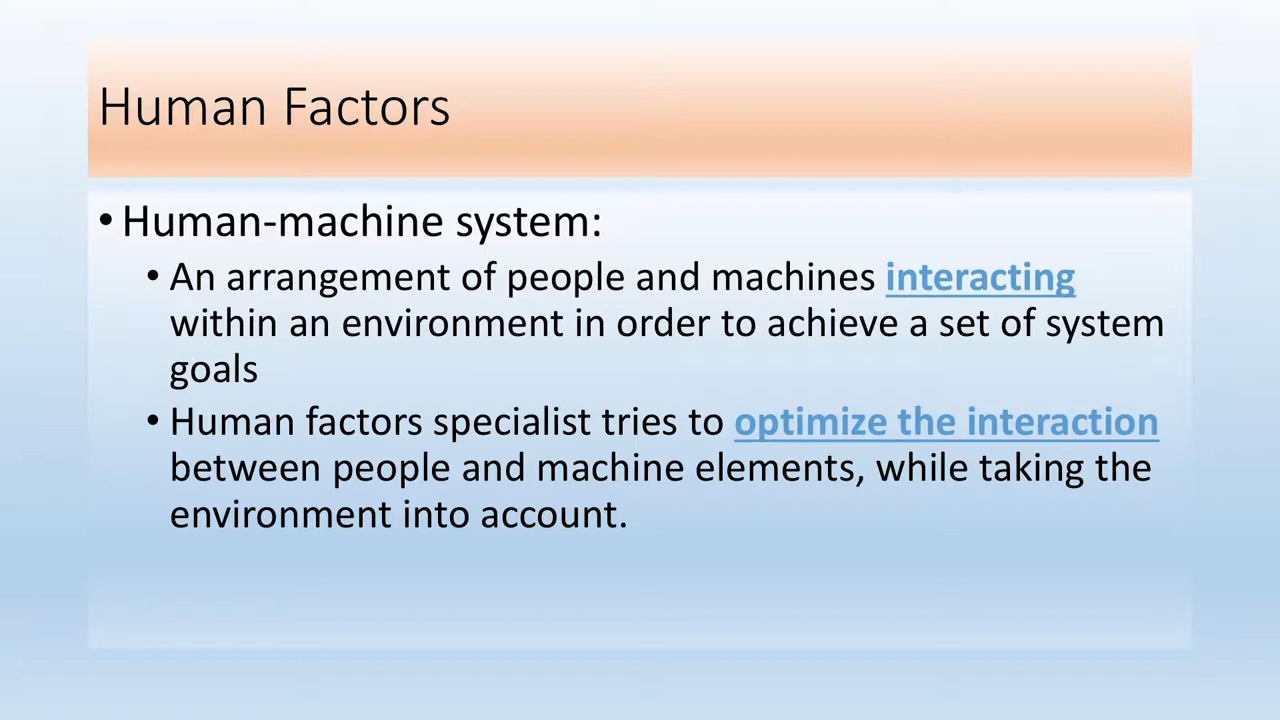 Human Factors
• Human-machine system:
• An arrangement of people and machines interacting
within an environment in order to achieve a set of system
goals
• Human factors specialist tries to optimize the interaction
between people and machine elements, while taking the
environment into account.